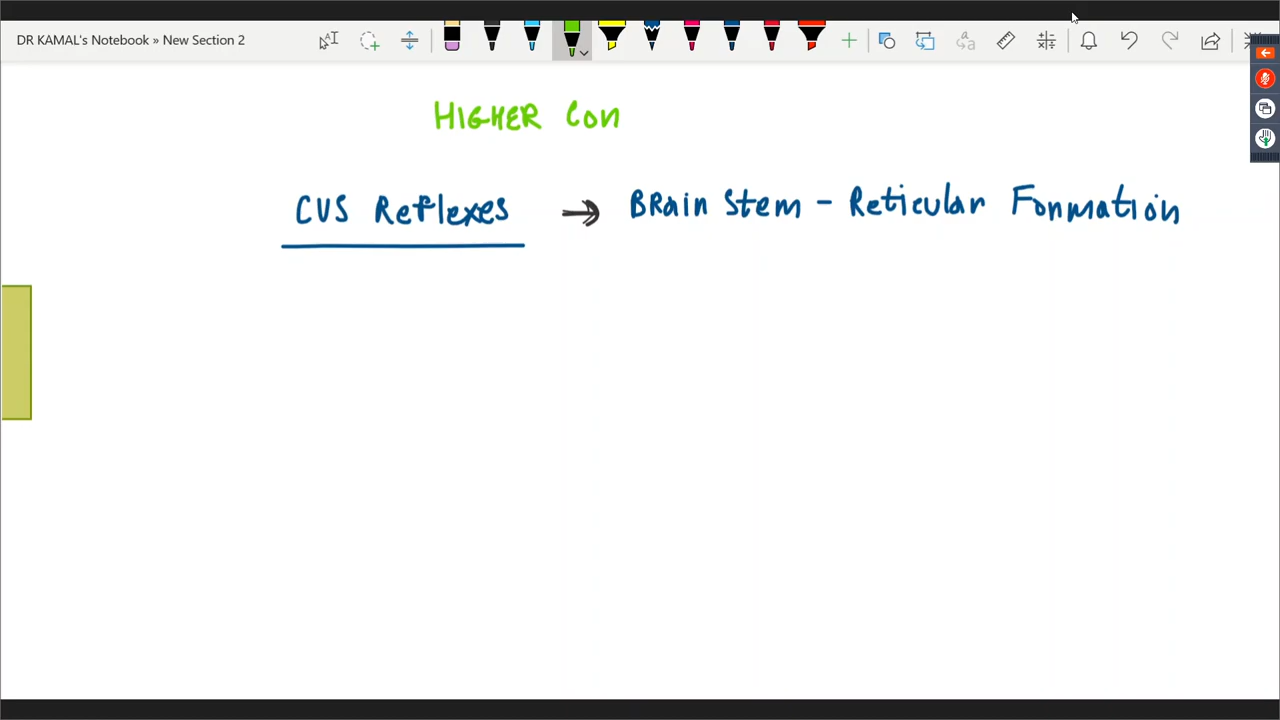 DR KAMAL's Notebook » New Section 2
HIGHER Con
CVS Reflexes → BRain Stem - Reticular Formation